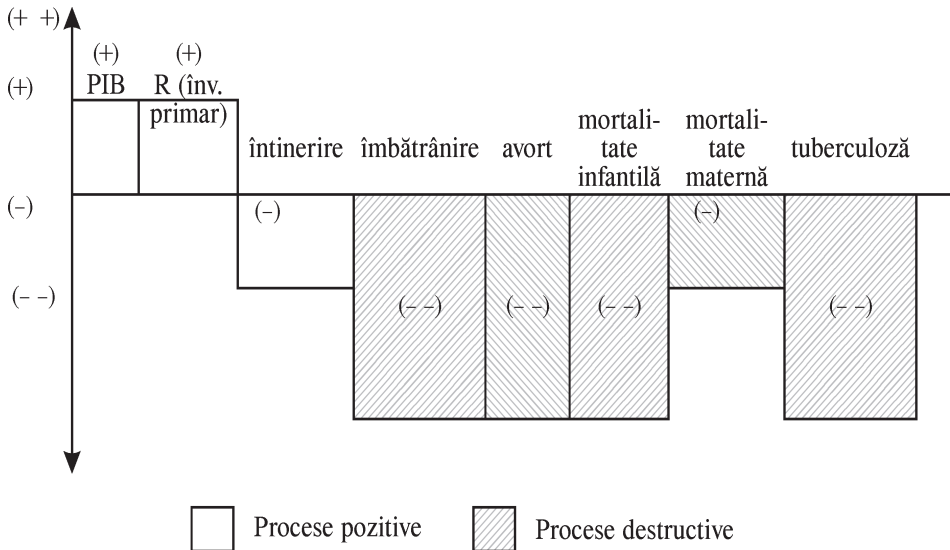 (+ +)
(+) (+)
(+) PIB R (înv.
primar)
mortali- mortali-
întinerire îmbătrânire avort tate tate tuberculoză
infantilă maternă
(–) (–) (–)
(– –) (– –) (– –) (– –) (– –)
Procese pozitive Procese destructive